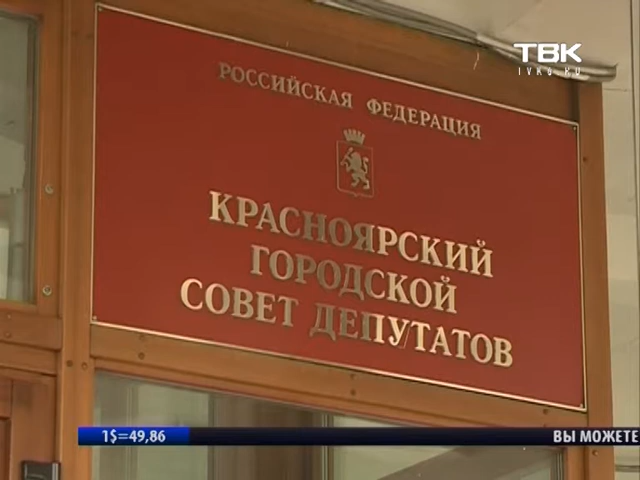 ТВК
TVK6.RU
РОССИЙСКАЯ ФЕДЕРАЦИЯ
КРАСНОЯРСКИЙ
ГОРОДСКОЙ
СОВЕТ ДЕПУТАТОВ
1$=49,86
ВЫ МОЖЕТЕ